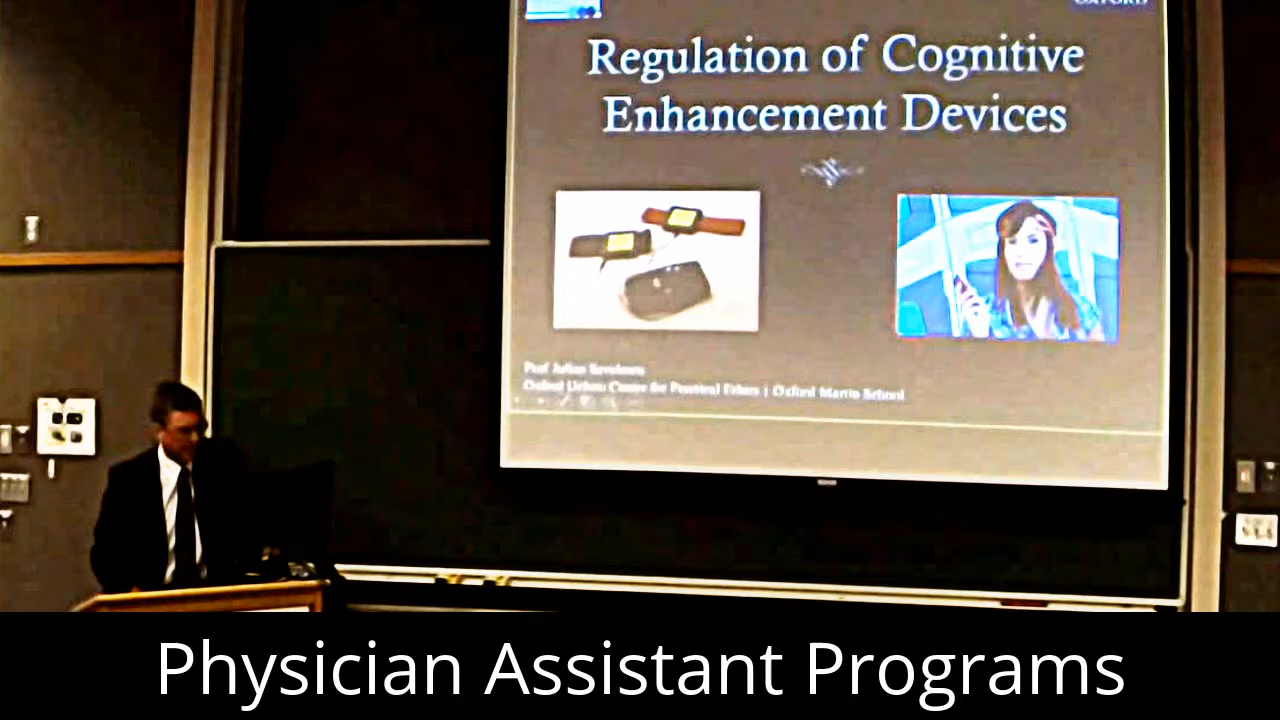 OXFORD
Regulation of Cognitive
Enhancement Devices
Prof Julian Savulescu
Oxford Uehiro Centre for Practical Ethics | Oxford Martin School
Physician Assistant Programs